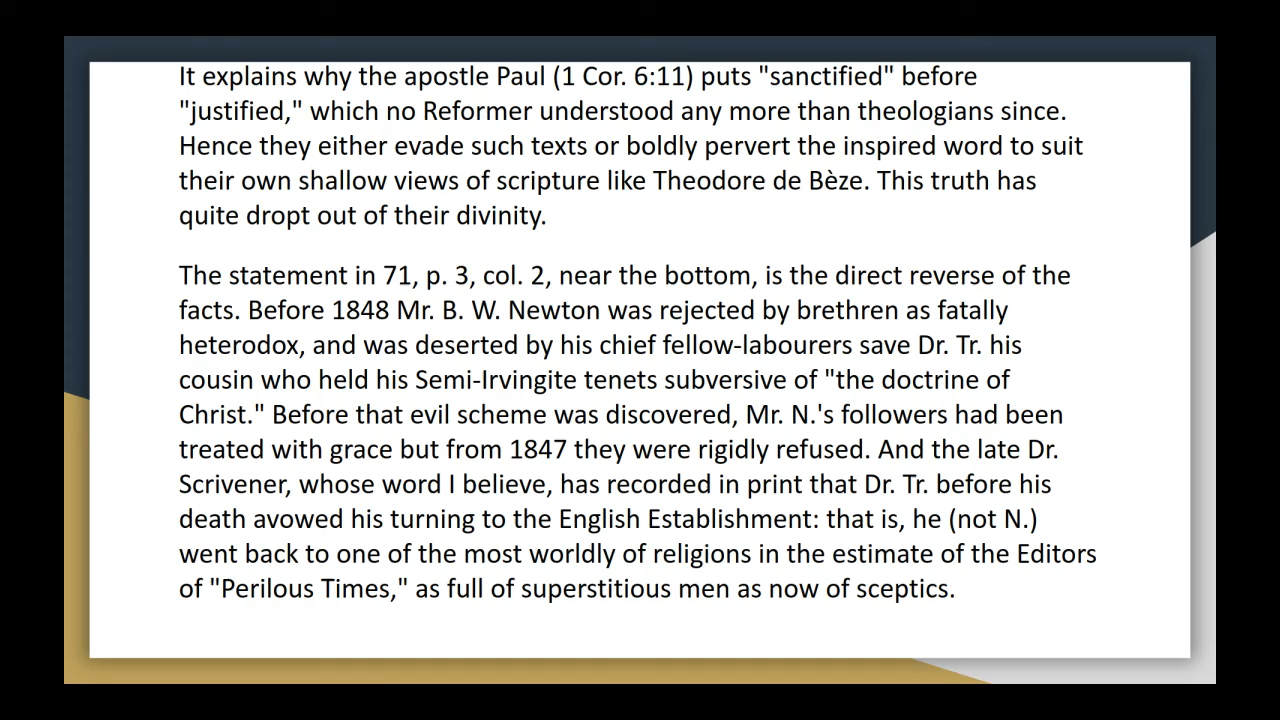 It explains why the apostle Paul (1 Cor. 6:11) puts "sanctified" before
"justified," which no Reformer understood any more than theologians since.
Hence they either evade such texts or boldly pervert the inspired word to suit
their own shallow views of scripture like Theodore de Bèze. This truth has
quite dropt out of their divinity.
The statement in 71, p. 3, col. 2, near the bottom, is the direct reverse of the
facts. Before 1848 Mr. B. W. Newton was rejected by brethren as fatally
heterodox, and was deserted by his chief fellow-labourers save Dr. Tr. his
cousin who held his Semi-Irvingite tenets subversive of "the doctrine of
Christ." Before that evil scheme was discovered, Mr. N.'s followers had been
treated with grace but from 1847 they were rigidly refused. And the late Dr.
Scrivener, whose word I believe, has recorded in print that Dr. Tr. before his
death avowed his turning to the English Establishment: that is, he (not N.)
went back to one of the most worldly of religions in the estimate of the Editors
of "Perilous Times," as full of superstitious men as now of sceptics.